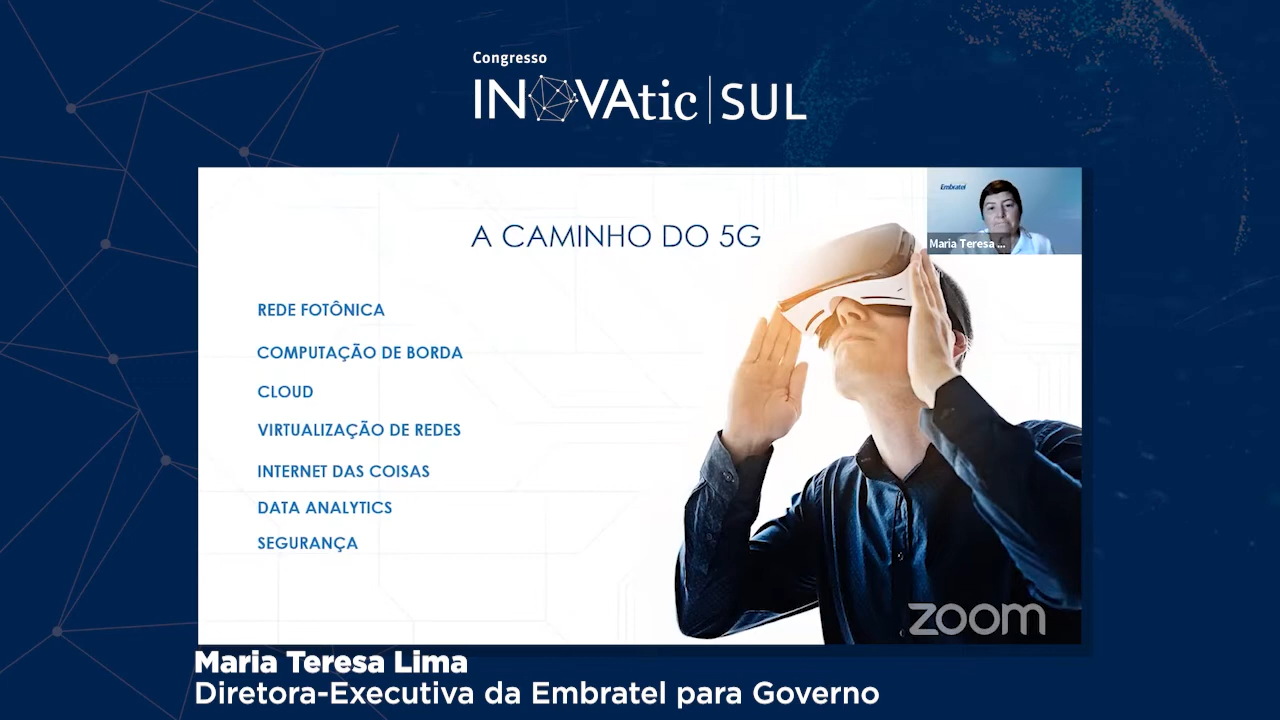 Congresso
INOVAtic | SUL
Embratel
Maria Teresa ...
A CAMINHO DO 5G
REDE FOTÔNICA
COMPUTAÇÃO DE BORDA
CLOUD
VIRTUALIZAÇÃO DE REDES
INTERNET DAS COISAS
DATA ANALYTICS
SEGURANÇA
zoom
Maria Teresa Lima
Diretora-Executiva da Embratel para Governo